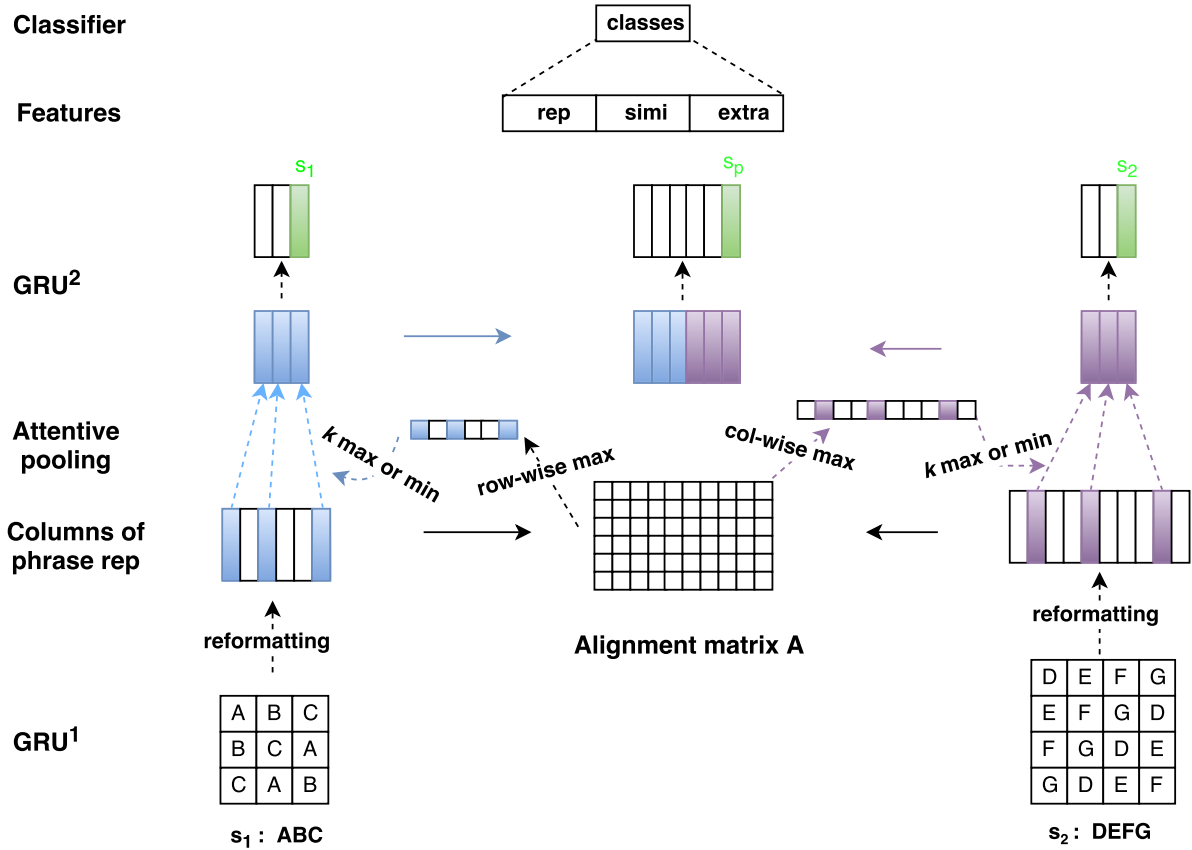 Classifier
classes
Features
rep simi extra
s1 sp s2
GRU2
Attentive
pooling
k max or min
row-wise max
col-wise max
k max or min
Columns of
phrase rep
reformatting
reformatting
Alignment matrix A
GRU1
A B C
B C A
C A B
D E F G
E F G D
F G D E
G D E F
s1 : ABC
s2 : DEFG